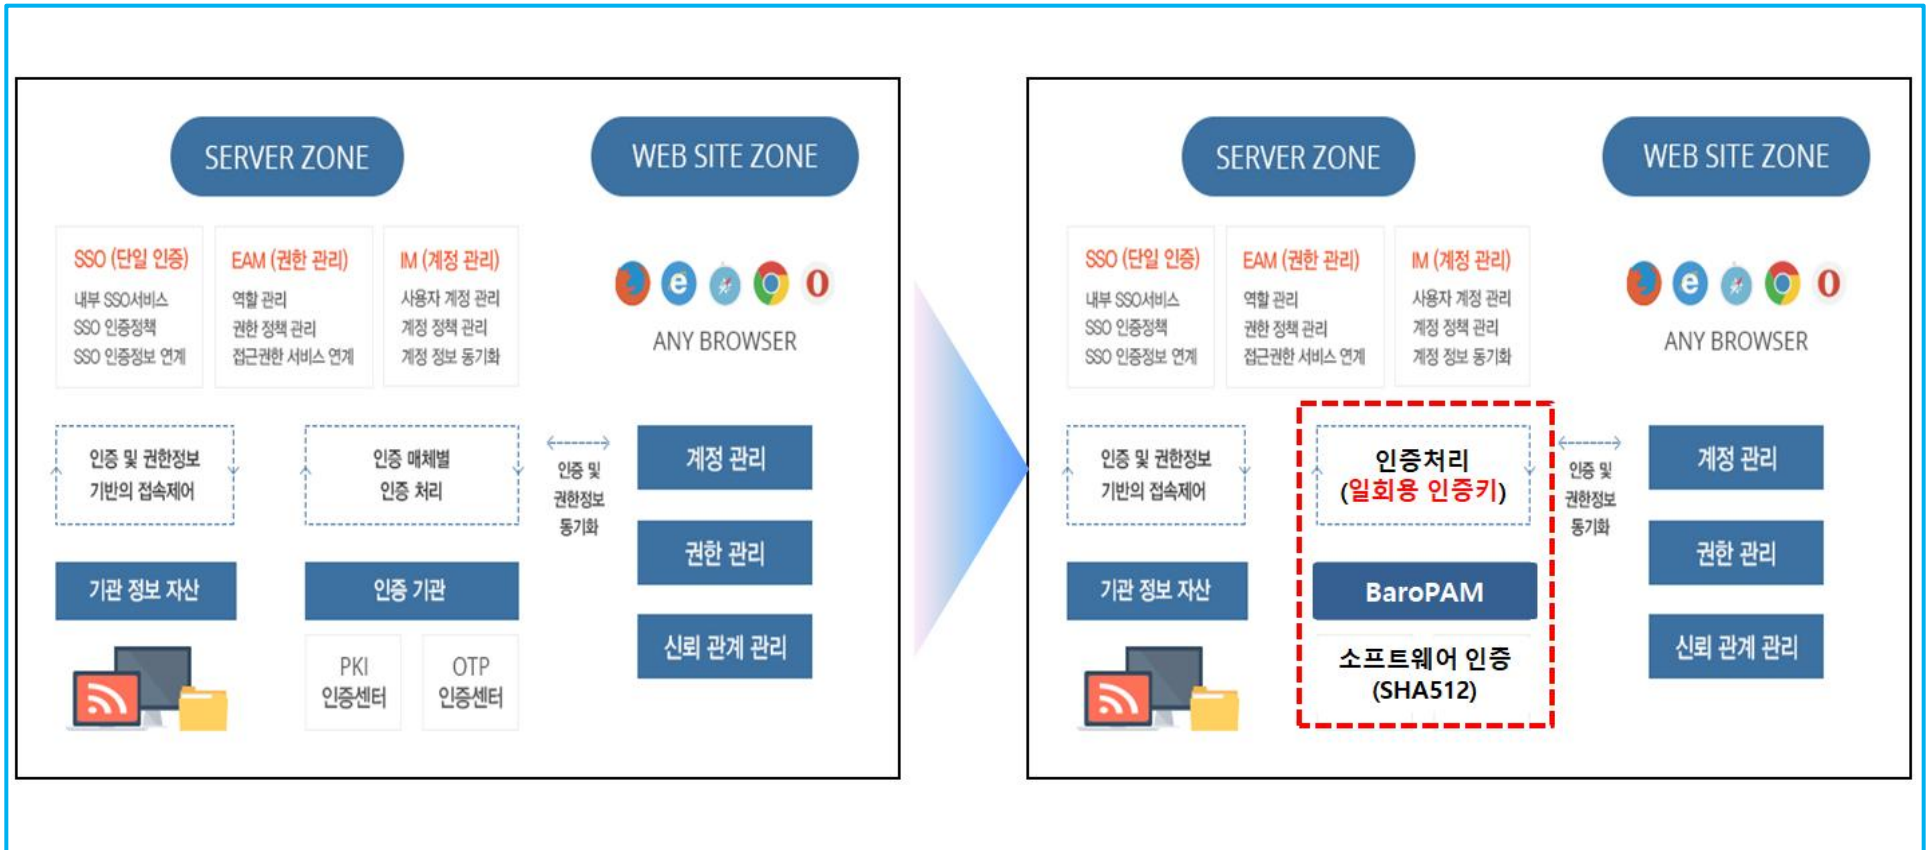 SERVER ZONE
WEB SITE ZONE
SSO (단일 인증)
내부 SSO서비스
SSO 인증정책
SSO 인증정보 연계
EAM (권한 관리)
역할 관리
권한 정책 관리
접근권한 서비스 연계
IM (계정 관리)
사용자 계정 관리
계정 정책 관리
계정 정보 동기화
ANY BROWSER
인증 및 권한정보
기반의 접속제어
인증 매체별
인증 처리
인증 및
권한정보
동기화
계정 관리
권한 관리
신뢰 관계 관리
기관 정보 자산
인증 기관
PKI
인증센터
OTP
인증센터
SERVER ZONE
WEB SITE ZONE
SSO (단일 인증)
내부 SSO서비스
SSO 인증정책
SSO 인증정보 연계
EAM (권한 관리)
역할 관리
권한 정책 관리
접근권한 서비스 연계
IM (계정 관리)
사용자 계정 관리
계정 정책 관리
계정 정보 동기화
ANY BROWSER
인증 및 권한정보
기반의 접속제어
인증처리
(일회용 인증키)
인증 및
권한정보
동기화
계정 관리
권한 관리
신뢰 관계 관리
기관 정보 자산
BaroPAM
소프트웨어 인증
(SHA512)